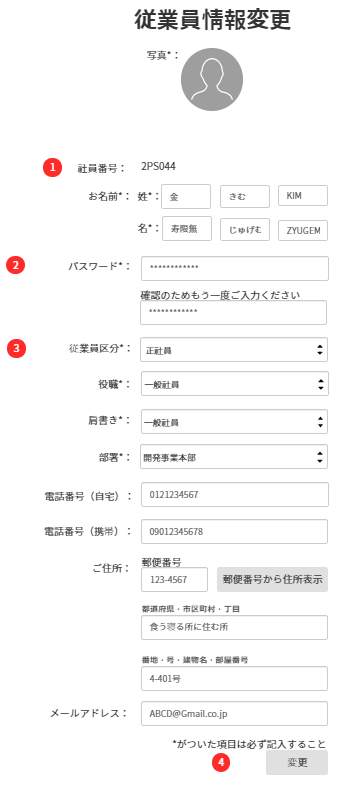 従業員情報変更
写真*：
1 社員番号： 2PS044
お名前*： 姓*： 金 きむ KIM
名*： 寿限無 じゅげむ ZYUGEM
2 パスワード*： ************
確認のためもう一度ご入力ください
************
3 従業員区分*： 正社員
役職*： 一般社員
肩書き*： 一般社員
部署*： 開発事業本部
電話番号（自宅）： 0121234567
電話番号（携帯）： 09012345678
ご住所： 郵便番号
123-4567 郵便番号から住所表示
都道府県・市区町村・丁目
食う寝る所に住む所
番地・号・建物名・部屋番号
4-401号
メールアドレス： ABCD@Gmail.co.jp
*がついた項目は必ず記入すること
4 変更